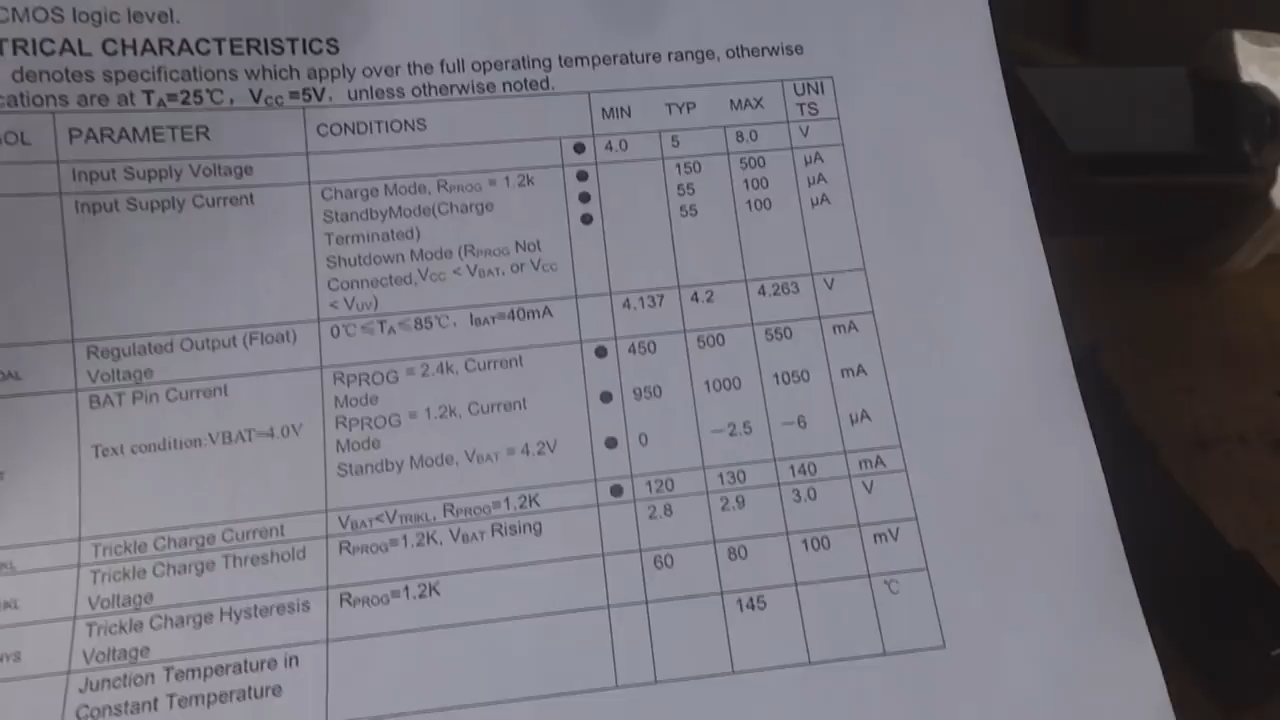 CMOS logic level.
TRICAL CHARACTERISTICS
denotes specifications which apply over the full operating temperature range, otherwise
cations are at TA=25℃, VCC=5V, unless otherwise noted.
OL PARAMETER CONDITIONS MIN TYP MAX UNI
TS
Input Supply Voltage ● 4.0 5 8.0 V
Input Supply Current Charge Mode, RPROG = 1.2k ● 150 500 µA
StandbyMode(Charge ● 55 100 µA
Terminated) ● 55 100 µA
Shutdown Mode (RPROG Not
Connected,VCC < VBAT, or VCC
< VUV)
Regulated Output (Float) 0℃≤TA≤85℃, IBAT=40mA 4.137 4.2 4.263 V
OAL Voltage
BAT Pin Current RPROG = 2.4k, Current ● 450 500 550 mA
Mode
Text condition:VBAT=4.0V RPROG = 1.2k, Current ● 950 1000 1050 mA
Mode
Standby Mode, VBAT = 4.2V ● 0 −2.5 −6 µA
Trickle Charge Current VBAT<VTRIKL, RPROG=1.2K ● 120 130 140 mA
Trickle Charge Threshold RPROG=1.2K, VBAT Rising 2.8 2.9 3.0 V
Voltage
Trickle Charge Hysteresis RPROG=1.2K 60 80 100 mV
HYS Voltage
Junction Temperature in 145 ℃
Constant Temperature